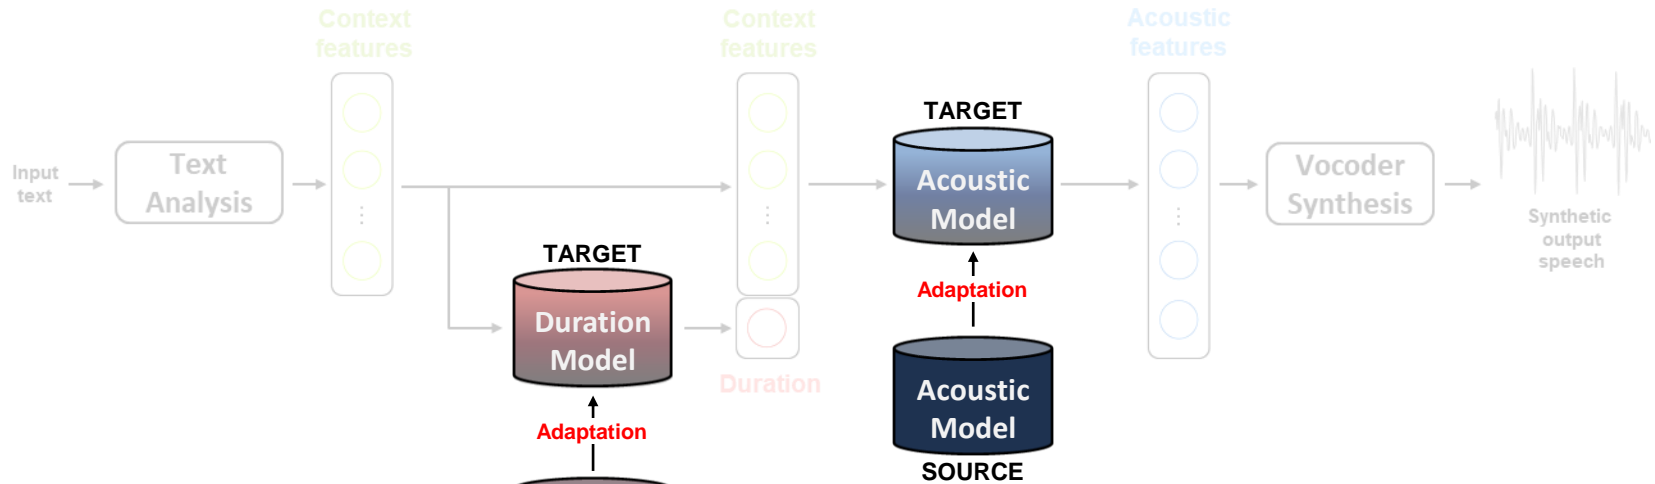 Context
features
Context
features
Acoustic
features
TARGET
Input
text
Text
Analysis
Acoustic
Model
Vocoder
Synthesis
Synthetic
output
speech
TARGET
Adaptation
Duration
Model
Duration
Acoustic
Model
Adaptation
SOURCE